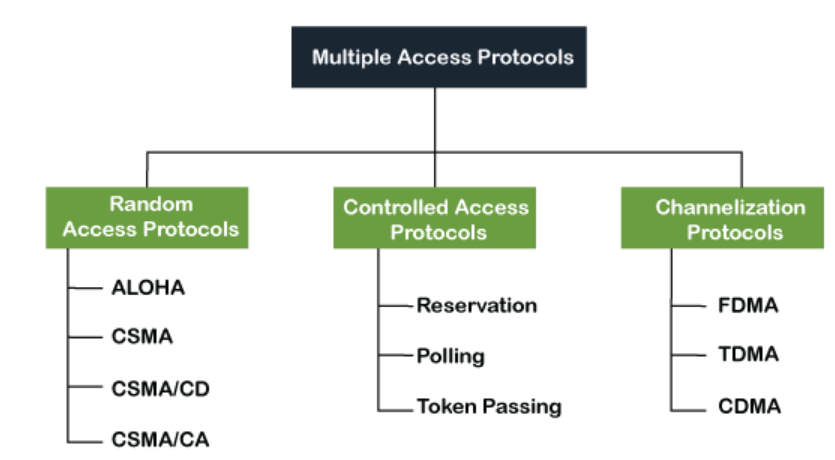 Multiple Access Protocols
Random
Access Protocols
ALOHA
CSMA
CSMA/CD
CSMA/CA
Controlled Access
Protocols
Reservation
Polling
Token Passing
Channelization
Protocols
FDMA
TDMA
CDMA